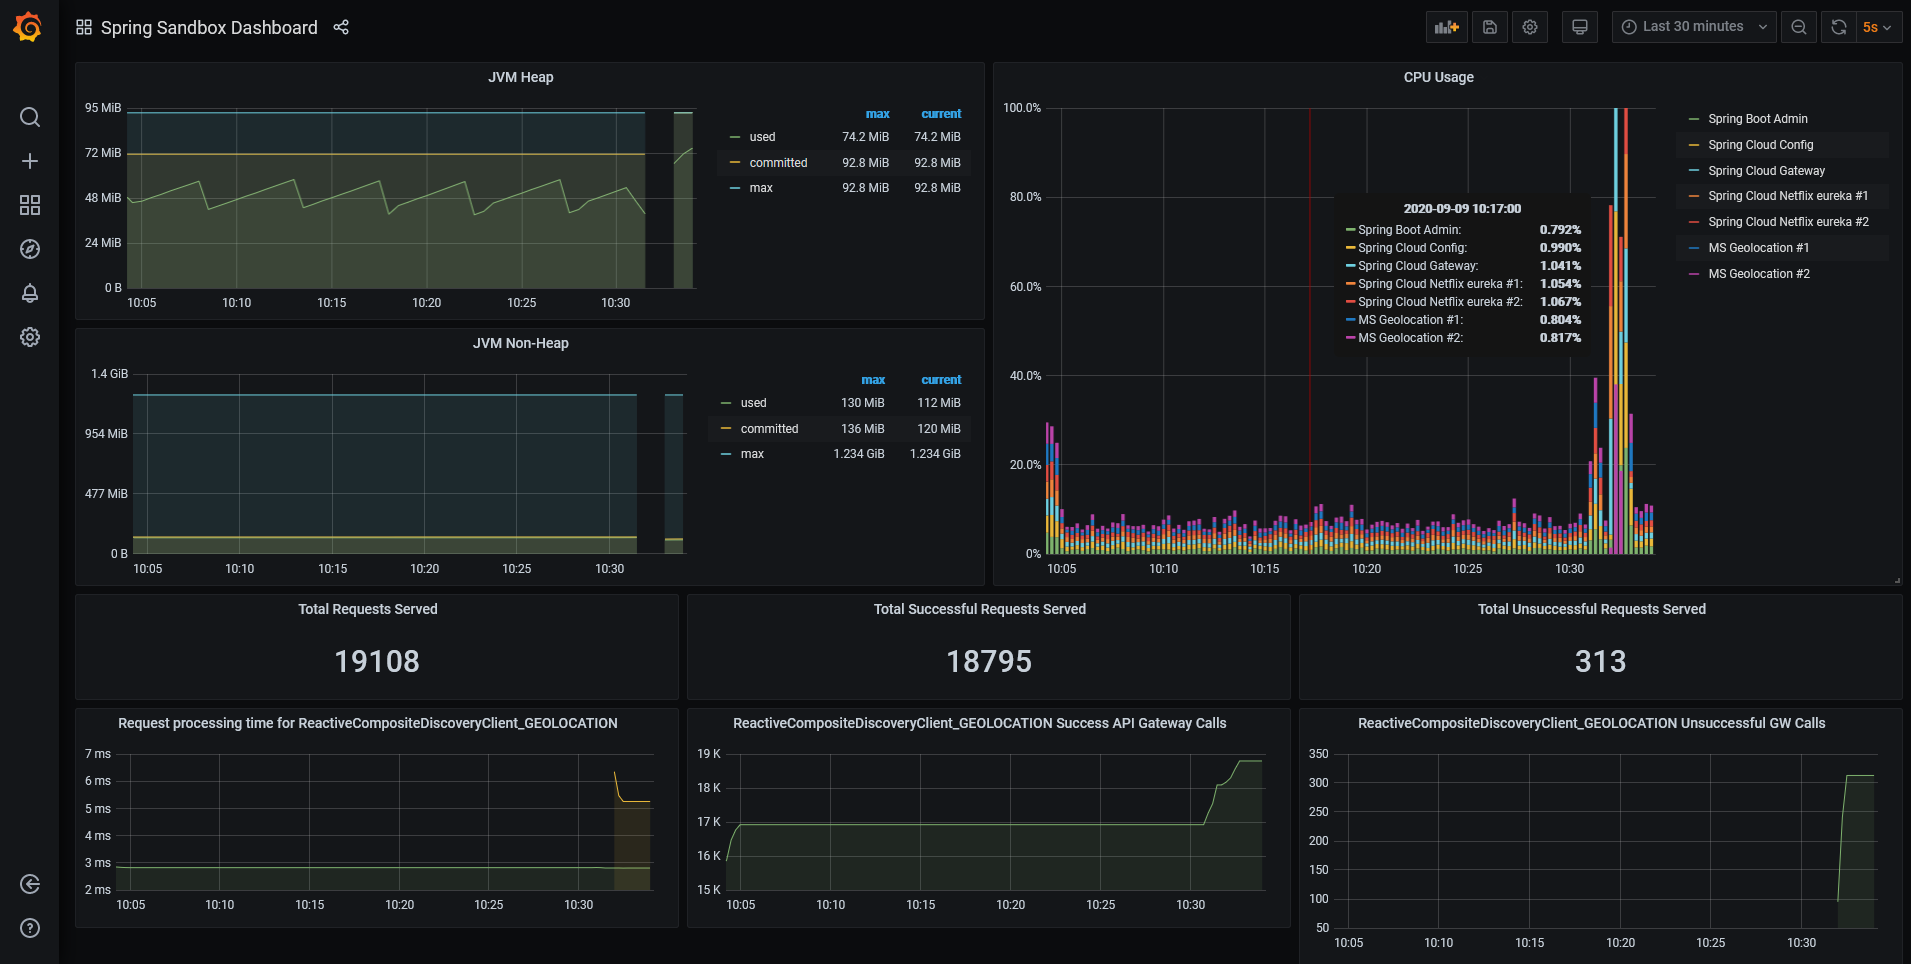 Spring Sandbox Dashboard
Last 30 minutes
5s
JVM Heap
95 MiB
72 MiB
48 MiB
24 MiB
0 B
10:05 10:10 10:15 10:20 10:25 10:30
max current
used 74.2 MiB 74.2 MiB
committed 92.8 MiB 92.8 MiB
max 92.8 MiB 92.8 MiB
JVM Non-Heap
1.4 GiB
954 MiB
477 MiB
0 B
10:05 10:10 10:15 10:20 10:25 10:30
max current
used 130 MiB 112 MiB
committed 136 MiB 120 MiB
max 1.234 GiB 1.234 GiB
CPU Usage
100.0%
80.0%
60.0%
40.0%
20.0%
0%
10:05 10:10 10:15 10:20 10:25 10:30
2020-09-09 10:17:00
Spring Boot Admin: 0.792%
Spring Cloud Config: 0.990%
Spring Cloud Gateway: 1.041%
Spring Cloud Netflix eureka #1: 1.054%
Spring Cloud Netflix eureka #2: 1.067%
MS Geolocation #1: 0.804%
MS Geolocation #2: 0.817%
Spring Boot Admin
Spring Cloud Config
Spring Cloud Gateway
Spring Cloud Netflix eureka #1
Spring Cloud Netflix eureka #2
MS Geolocation #1
MS Geolocation #2
Total Requests Served
19108
Total Successful Requests Served
18795
Total Unsuccessful Requests Served
313
Request processing time for ReactiveCompositeDiscoveryClient_GEOLOCATION
7 ms
6 ms
5 ms
4 ms
3 ms
2 ms
10:05 10:10 10:15 10:20 10:25 10:30
ReactiveCompositeDiscoveryClient_GEOLOCATION Success API Gateway Calls
19 K
18 K
17 K
16 K
15 K
10:05 10:10 10:15 10:20 10:25 10:30
ReactiveCompositeDiscoveryClient_GEOLOCATION Unsuccessful GW Calls
350
300
250
200
150
100
50
10:05 10:10 10:15 10:20 10:25 10:30